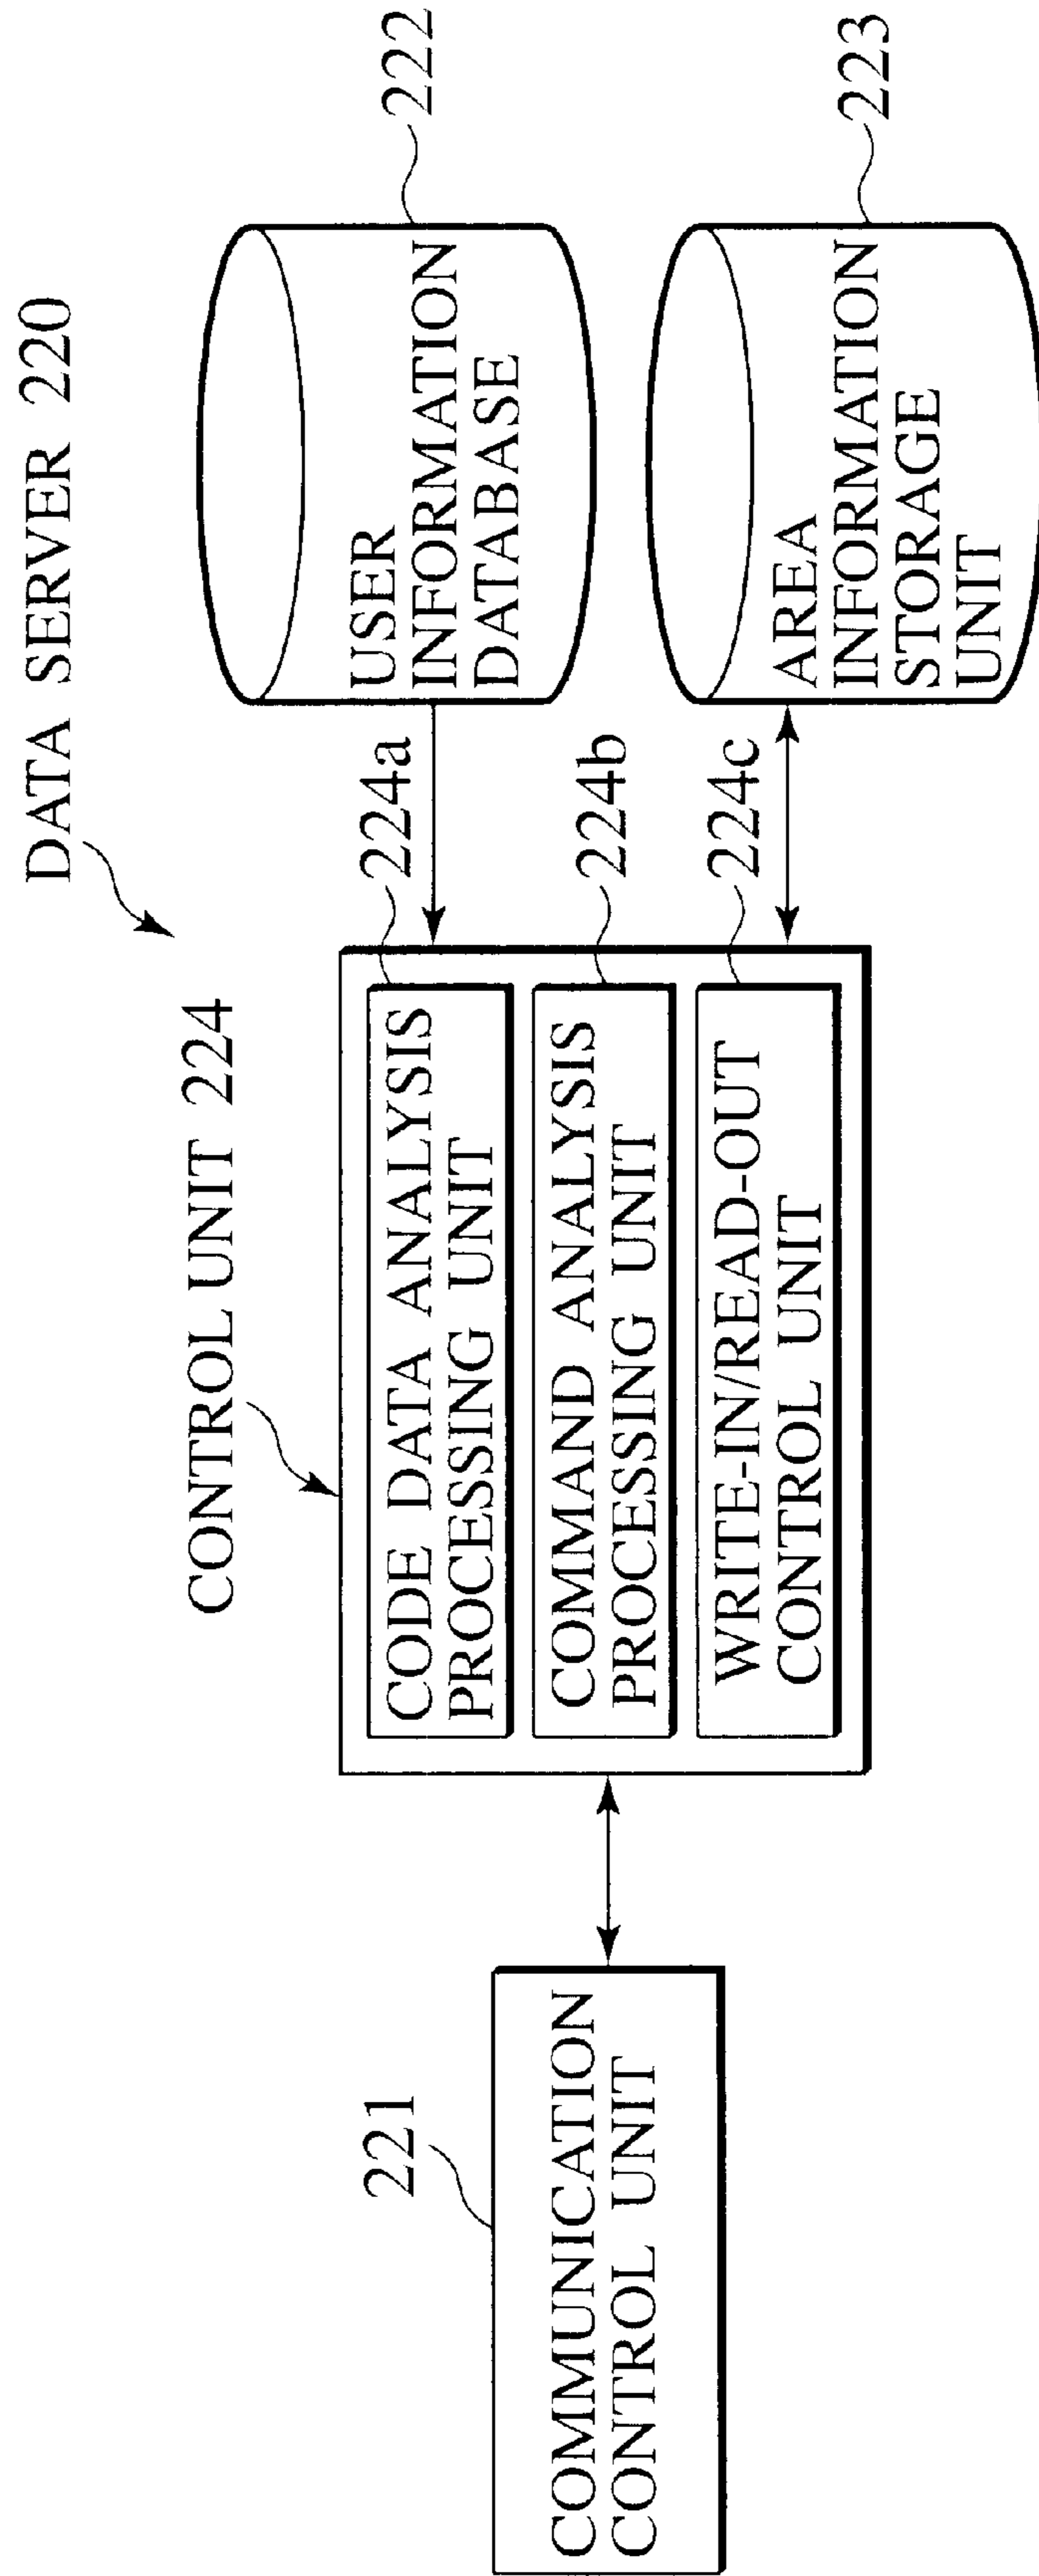 DATA SERVER 220
CONTROL UNIT 224
221
COMMUNICATION
CONTROL UNIT
CODE DATA ANALYSIS
PROCESSING UNIT
224a
COMMAND ANALYSIS
PROCESSING UNIT
224b
WRITE-IN/READ-OUT
CONTROL UNIT
224c
USER
INFORMATION
DATABASE
222
AREA
INFORMATION
STORAGE
UNIT
223